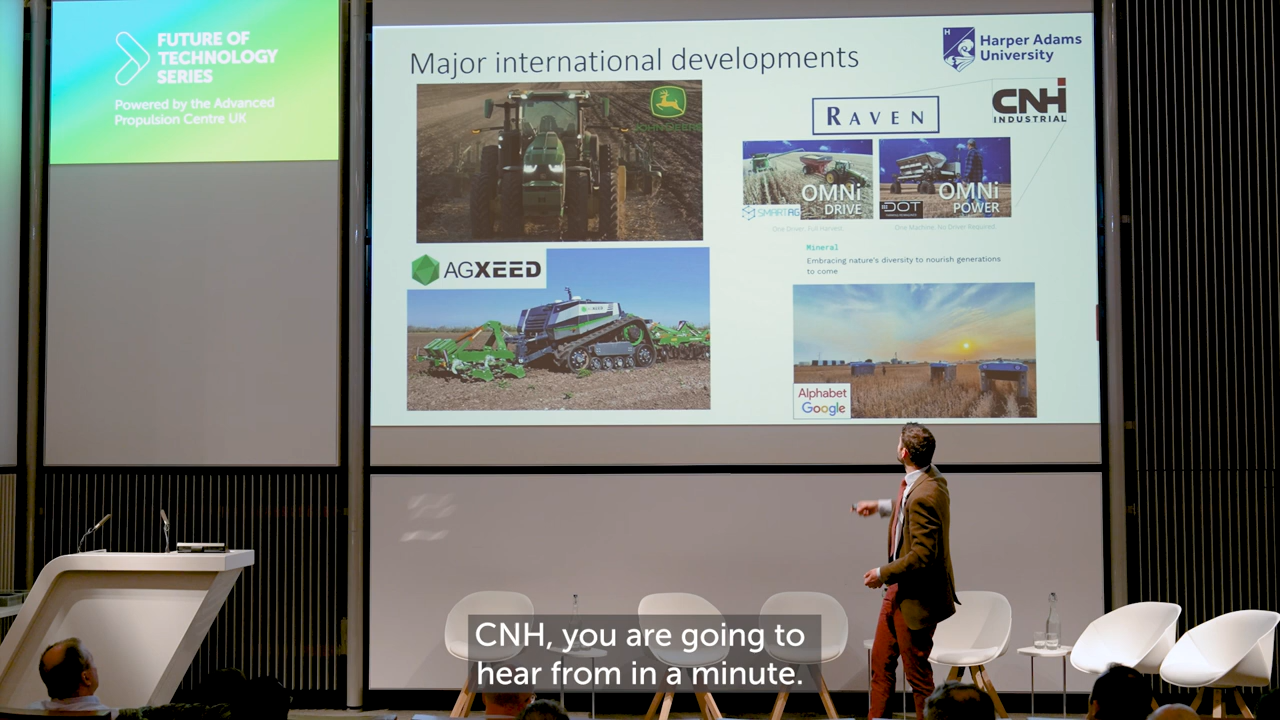 FUTURE OF
TECHNOLOGY
SERIES
Powered by the Advanced
Propulsion Centre UK
Major international developments
Harper Adams
University
JOHN DEERE
RAVEN
CNH
INDUSTRIAL
OMNi
DRIVE
SMARTAG
OMNi
POWER
DOT
One Driver, Full Harvest
One Machine, No Driver Required
AGXEED
Mineral
Embracing nature's diversity to nourish generations
to come
Alphabet
Google
CNH, you are going to
hear from in a minute.